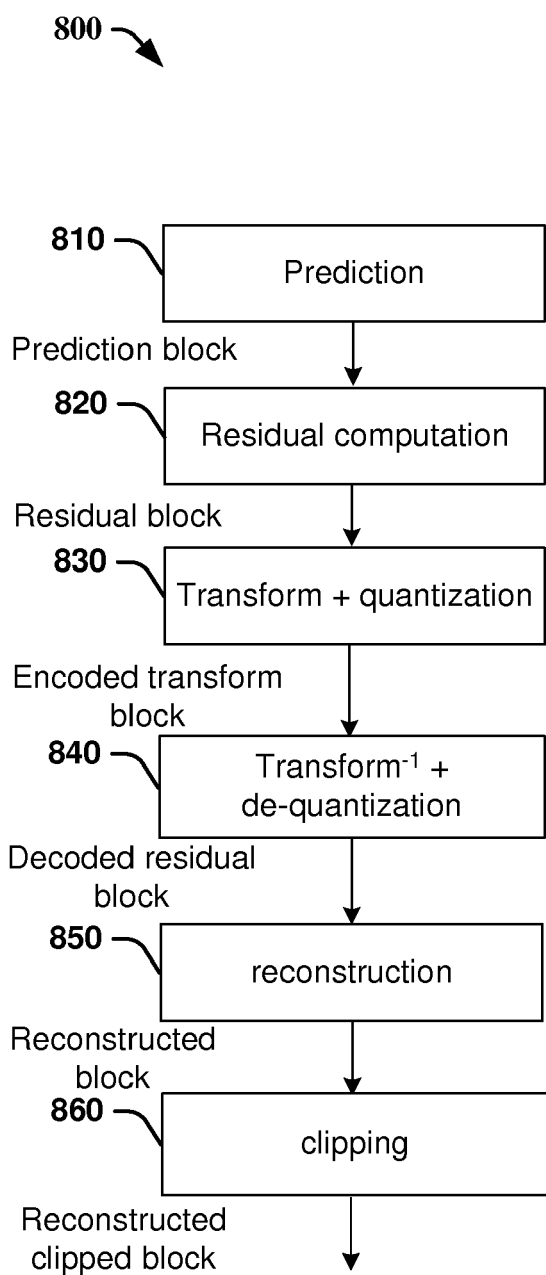 800
810
Prediction
Prediction block
820
Residual computation
Residual block
830
Transform + quantization
Encoded transform
block
840
Transform⁻¹ +
de-quantization
Decoded residual
block
850
reconstruction
Reconstructed
block
860
clipping
Reconstructed
clipped block